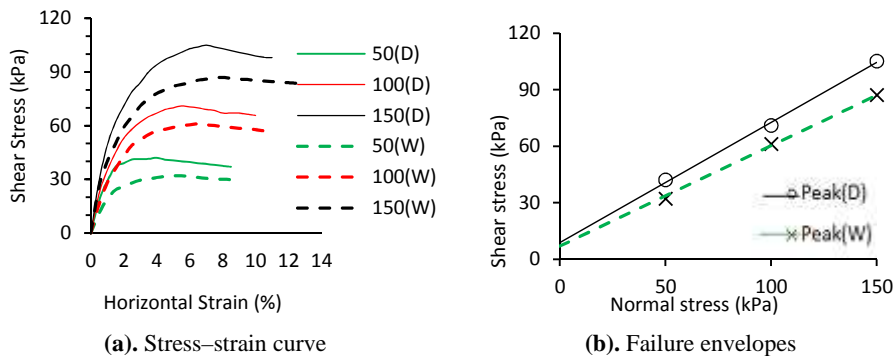 120
90
60
30
0
Shear Stress (kPa)
0 2 4 6 8 10 12 14
Horizontal Strain (%)
50(D)
100(D)
150(D)
50(W)
100(W)
150(W)
(a). Stress–strain curve
120
90
60
30
0
Shear stress (kPa)
0 50 100 150
Normal stress (kPa)
Peak(D)
Peak(W)
(b). Failure envelopes